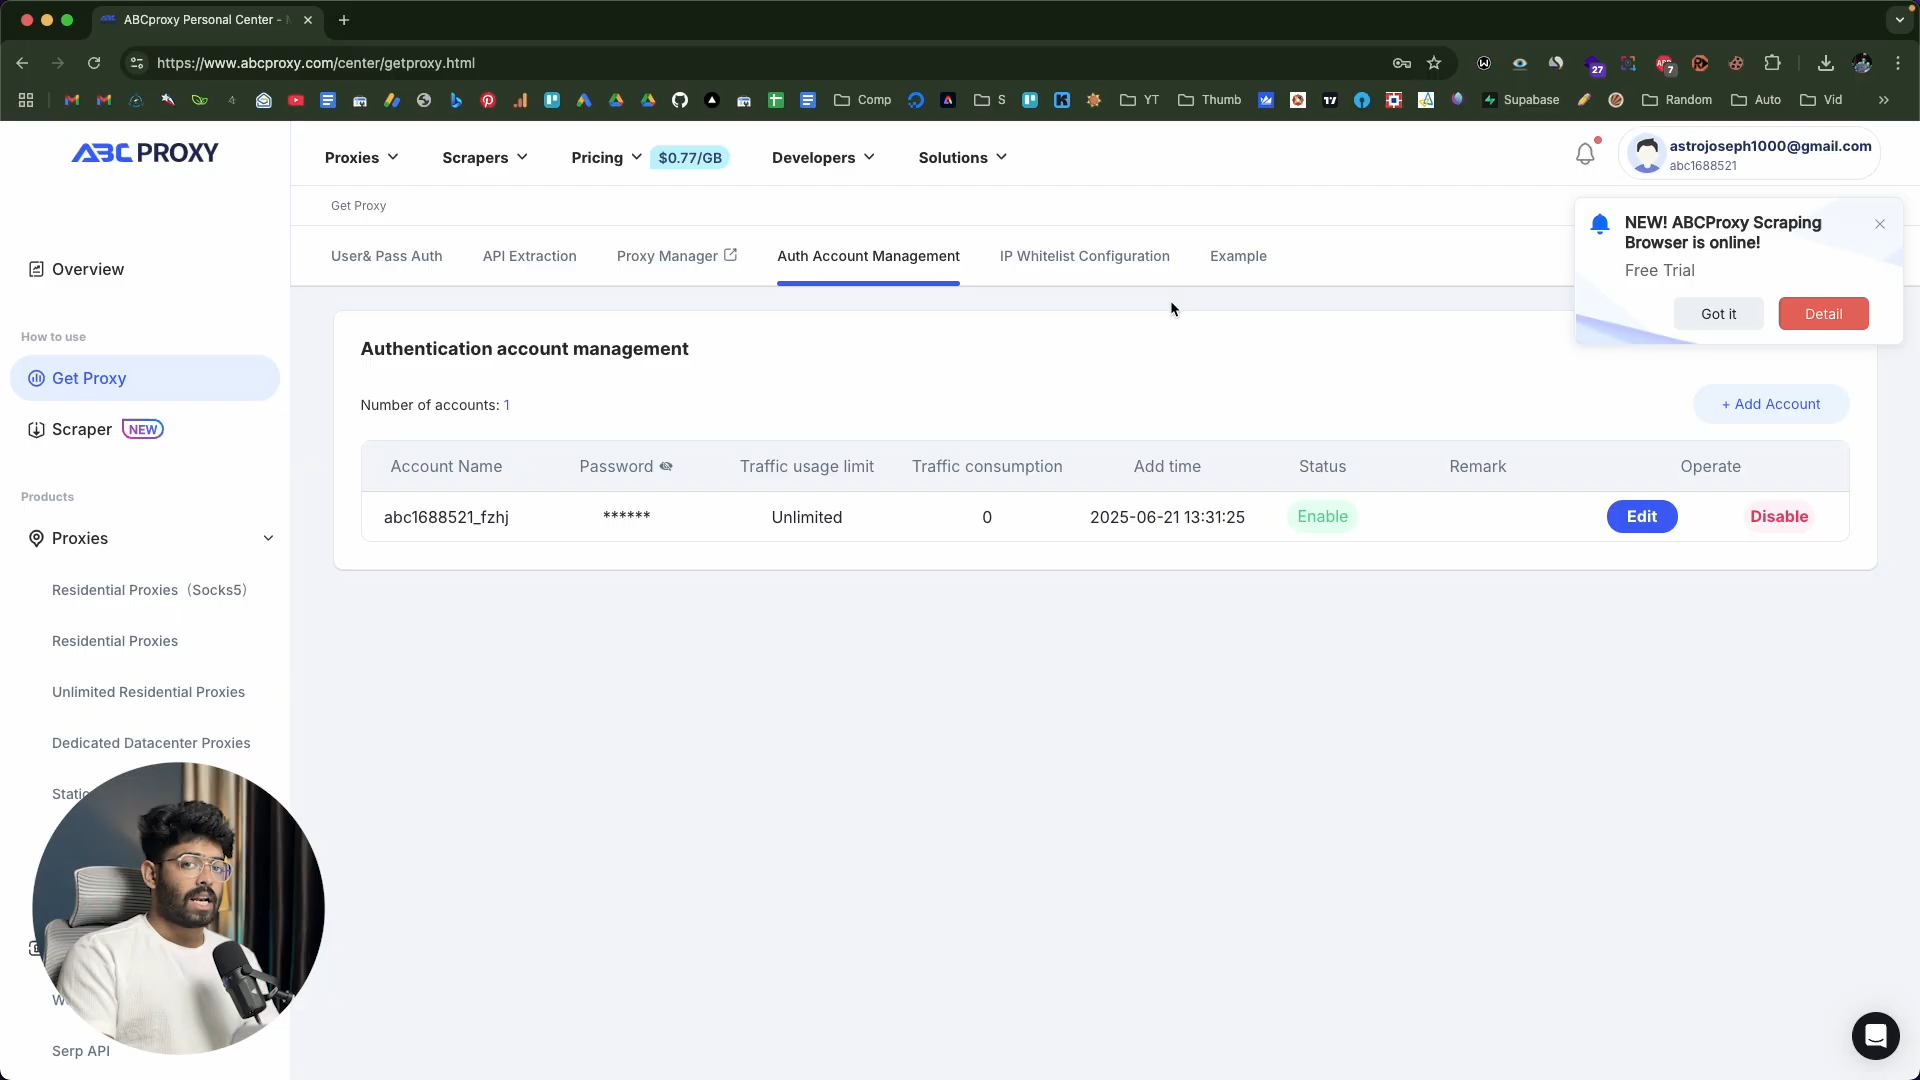 ABCproxy Personal Center -
https://www.abcproxy.com/center/getproxy.html
27
7
Comp
S
YT
Thumb
Supabase
Random
Auto
Vid
ABC PROXY
Proxies
Scrapers
Pricing
$0.77/GB
Developers
Solutions
astrojoseph1000@gmail.com
abc1688521
Get Proxy
NEW! ABCProxy Scraping
Browser is online!
Free Trial
Got it
Detail
User& Pass Auth
API Extraction
Proxy Manager
Auth Account Management
IP Whitelist Configuration
Example
Overview
How to use
Get Proxy
Scraper NEW
Products
Proxies
Residential Proxies（Socks5）
Residential Proxies
Unlimited Residential Proxies
Dedicated Datacenter Proxies
Serp API
Authentication account management
Number of accounts: 1
+ Add Account
Account Name Password Traffic usage limit Traffic consumption Add time Status Remark Operate
abc1688521_fzhj ****** Unlimited 0 2025-06-21 13:31:25 Enable Edit Disable